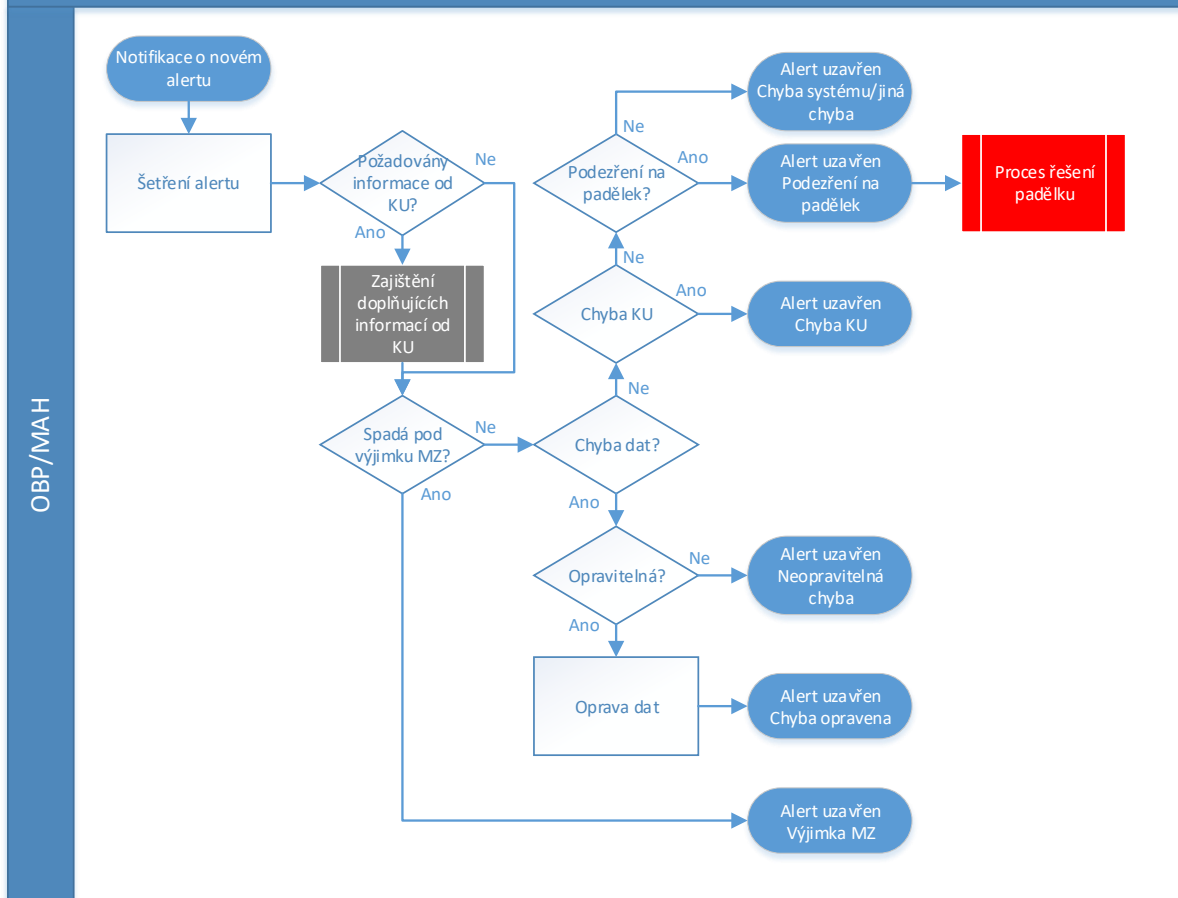 OBP/MAH
Notifikace o novém
alertu
Šetření alertu
Požadovány
informace od
KU?
Ne
Ano
Zajištění
doplňujících
informací od
KU
Spadá pod
výjimku MZ?
Ne
Ano
Chyba dat?
Ne
Ano
Chyba KU
Ne
Ano
Podezření na
padělek?
Ne
Ano
Alert uzavřen
Chyba systému/jiná
chyba
Alert uzavřen
Podezření na
padělek
Proces řešení
padělku
Alert uzavřen
Chyba KU
Opravitelná?
Ne
Ano
Alert uzavřen
Neopravitelná
chyba
Oprava dat
Alert uzavřen
Chyba opravena
Alert uzavřen
Výjimka MZ